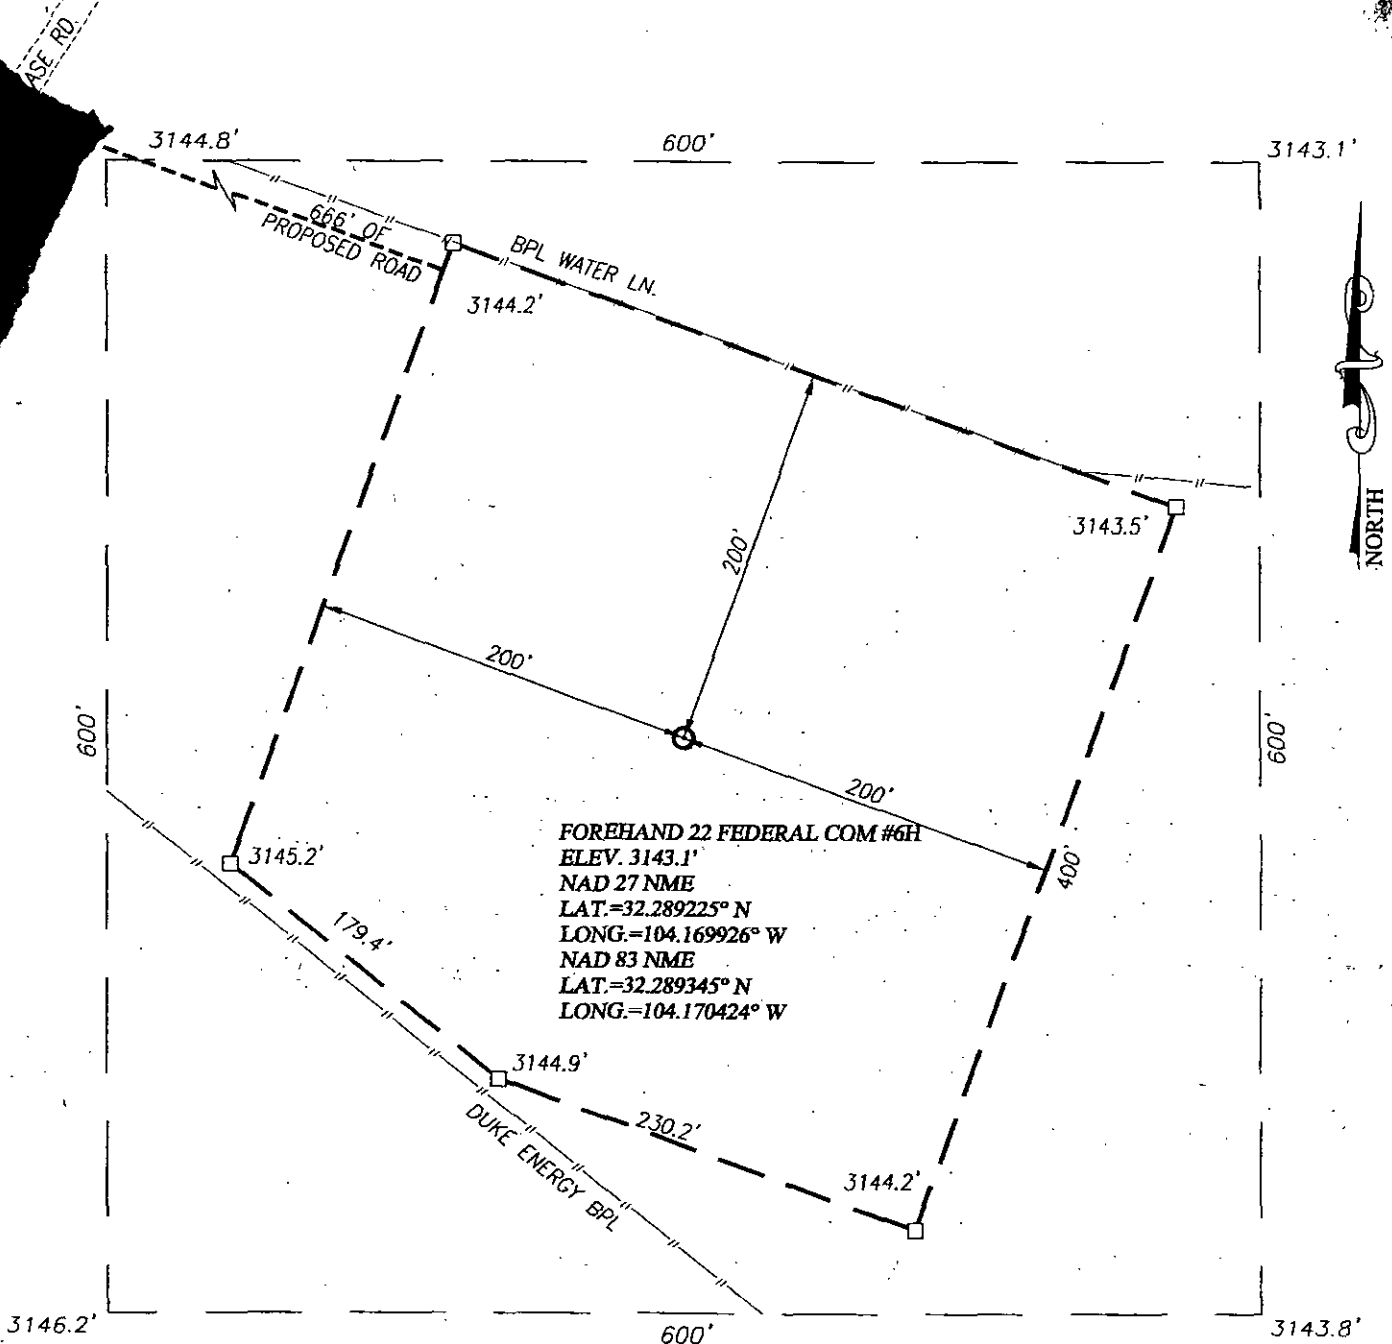 ASE RD.
3144.8'
600'
3143.1'
666' OF
PROPOSED ROAD
BPL WATER LN.
3144.2'
3143.5'
NORTH
200'
200'
600'
600'
200'
400'
FOREHAND 22 FEDERAL COM #6H
ELEV. 3143.1'
NAD 27 NME
LAT.=32.289225° N
LONG.=104.169926° W
NAD 83 NME
LAT.=32.289345° N
LONG.=104.170424° W
3145.2'
179.4'
3144.9'
DUKE ENERGY BPL
230.2'
3144.2'
3146.2'
600'
3143.8'